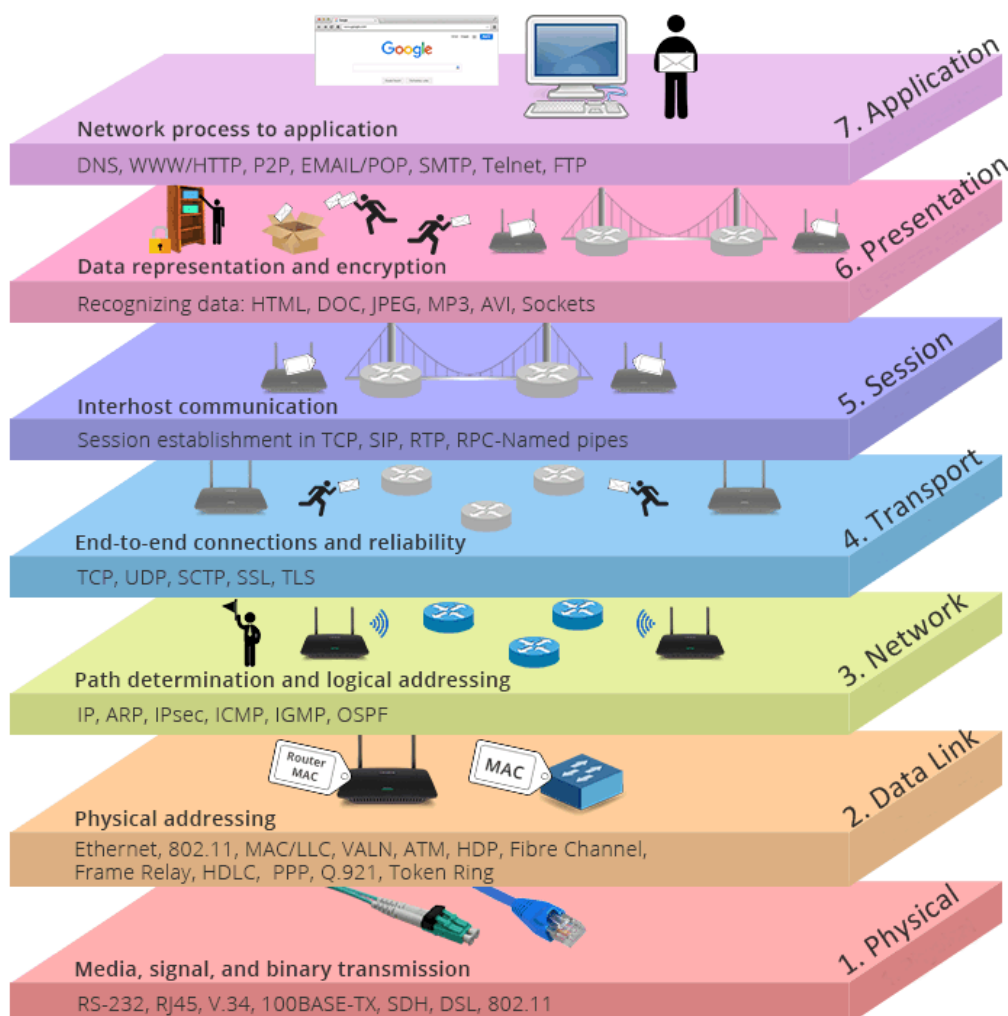 Google
7. Application
Network process to application
DNS, WWW/HTTP, P2P, EMAIL/POP, SMTP, Telnet, FTP
6. Presentation
Data representation and encryption
Recognizing data: HTML, DOC, JPEG, MP3, AVI, Sockets
5. Session
Interhost communication
Session establishment in TCP, SIP, RTP, RPC-Named pipes
4. Transport
End-to-end connections and reliability
TCP, UDP, SCTP, SSL, TLS
3. Network
Path determination and logical addressing
IP, ARP, IPsec, ICMP, IGMP, OSPF
2. Data Link
Router
MAC
MAC
Physical addressing
Ethernet, 802.11, MAC/LLC, VALN, ATM, HDP, Fibre Channel,
Frame Relay, HDLC, PPP, Q.921, Token Ring
1. Physical
Media, signal, and binary transmission
RS-232, RJ45, V.34, 100BASE-TX, SDH, DSL, 802.11